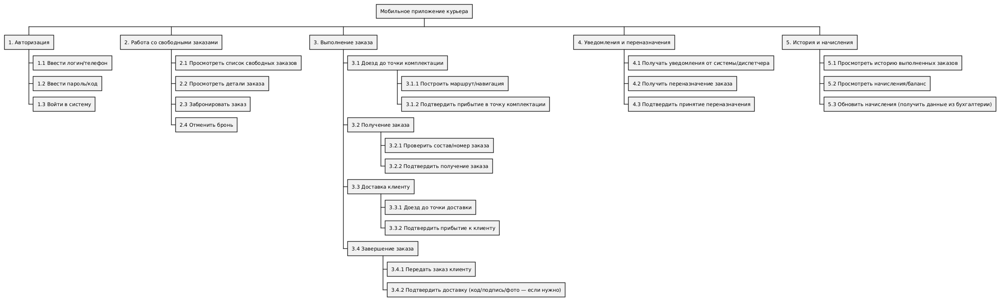 Мобильное приложение курьера
1. Авторизация
1.1 Ввести логин/телефон
1.2 Ввести пароль/код
1.3 Войти в систему
2. Работа со свободными заказами
2.1 Просмотреть список свободных заказов
2.2 Просмотреть детали заказа
2.3 Забронировать заказ
2.4 Отменить бронь
3. Выполнение заказа
3.1 Доезд до точки комплектации
3.1.1 Построить маршрут/навигация
3.1.2 Подтвердить прибытие в точку комплектации
3.2 Получение заказа
3.2.1 Проверить состав/номер заказа
3.2.2 Подтвердить получение заказа
3.3 Доставка клиенту
3.3.1 Доезд до точки доставки
3.3.2 Подтвердить прибытие к клиенту
3.4 Завершение заказа
3.4.1 Передать заказ клиенту
3.4.2 Подтвердить доставку (код/подпись/фото — если нужно)
4. Уведомления и переназначения
4.1 Получать уведомления от системы/диспетчера
4.2 Получить переназначение заказа
4.3 Подтвердить принятие переназначения
5. История и начисления
5.1 Просмотреть историю выполненных заказов
5.2 Просмотреть начисления/баланс
5.3 Обновить начисления (получить данные из бухгалтерии)